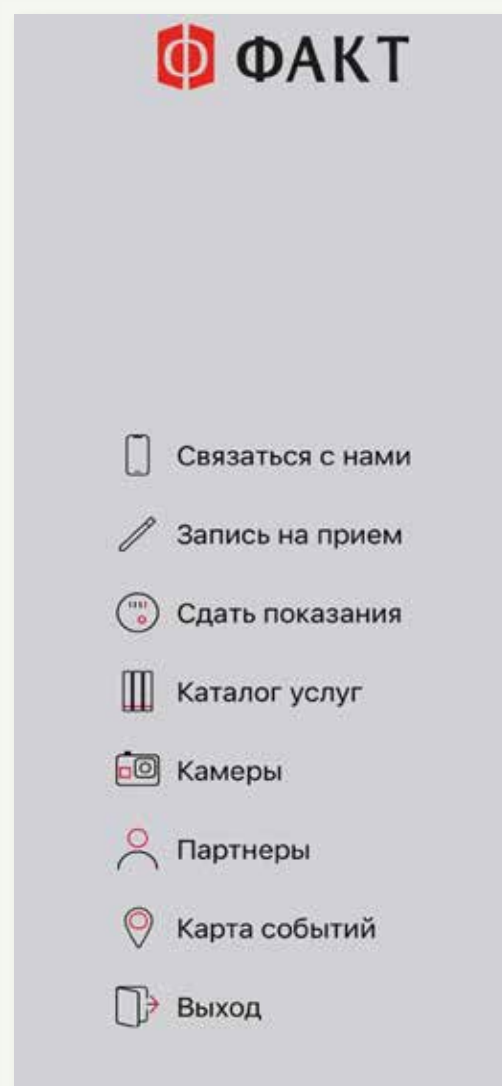 ФАКТ
Связаться с нами
Запись на прием
Сдать показания
Каталог услуг
Камеры
Партнеры
Карта событий
Выход